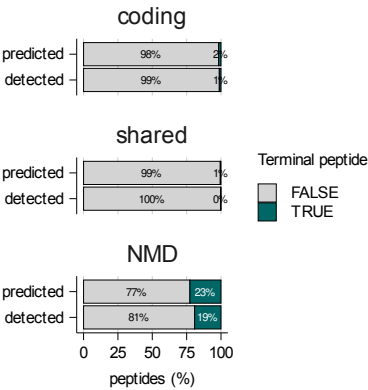 coding
predicted 98% 2%
detected 99% 1%
shared
predicted 99% 1%
detected 100% 0%
Terminal peptide
FALSE
TRUE
NMD
predicted 77% 23%
detected 81% 19%
0 25 50 75 100
peptides (%)